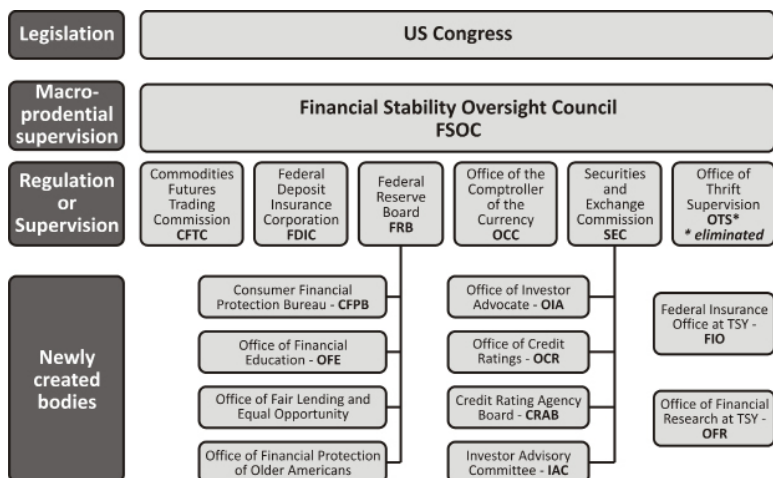 Legislation
US Congress
Macro-
prudential
supervision
Financial Stability Oversight Council
FSOC
Regulation
or
Supervision
Commodities
Futures
Trading
Commission
CFTC
Federal
Deposit
Insurance
Corporation
FDIC
Federal
Reserve
Board
FRB
Office of the
Comptroller
of the
Currency
OCC
Securities
and
Exchange
Commission
SEC
Office of
Thrift
Supervision
OTS*
* eliminated
Newly
created
bodies
Consumer Financial
Protection Bureau - CFPB
Office of Financial
Education - OFE
Office of Fair Lending and
Equal Opportunity
Office of Financial Protection
of Older Americans
Office of Investor
Advocate - OIA
Office of Credit
Ratings - OCR
Credit Rating Agency
Board - CRAB
Investor Advisory
Committee - IAC
Federal Insurance
Office at TSY -
FIO
Office of Financial
Research at TSY -
OFR